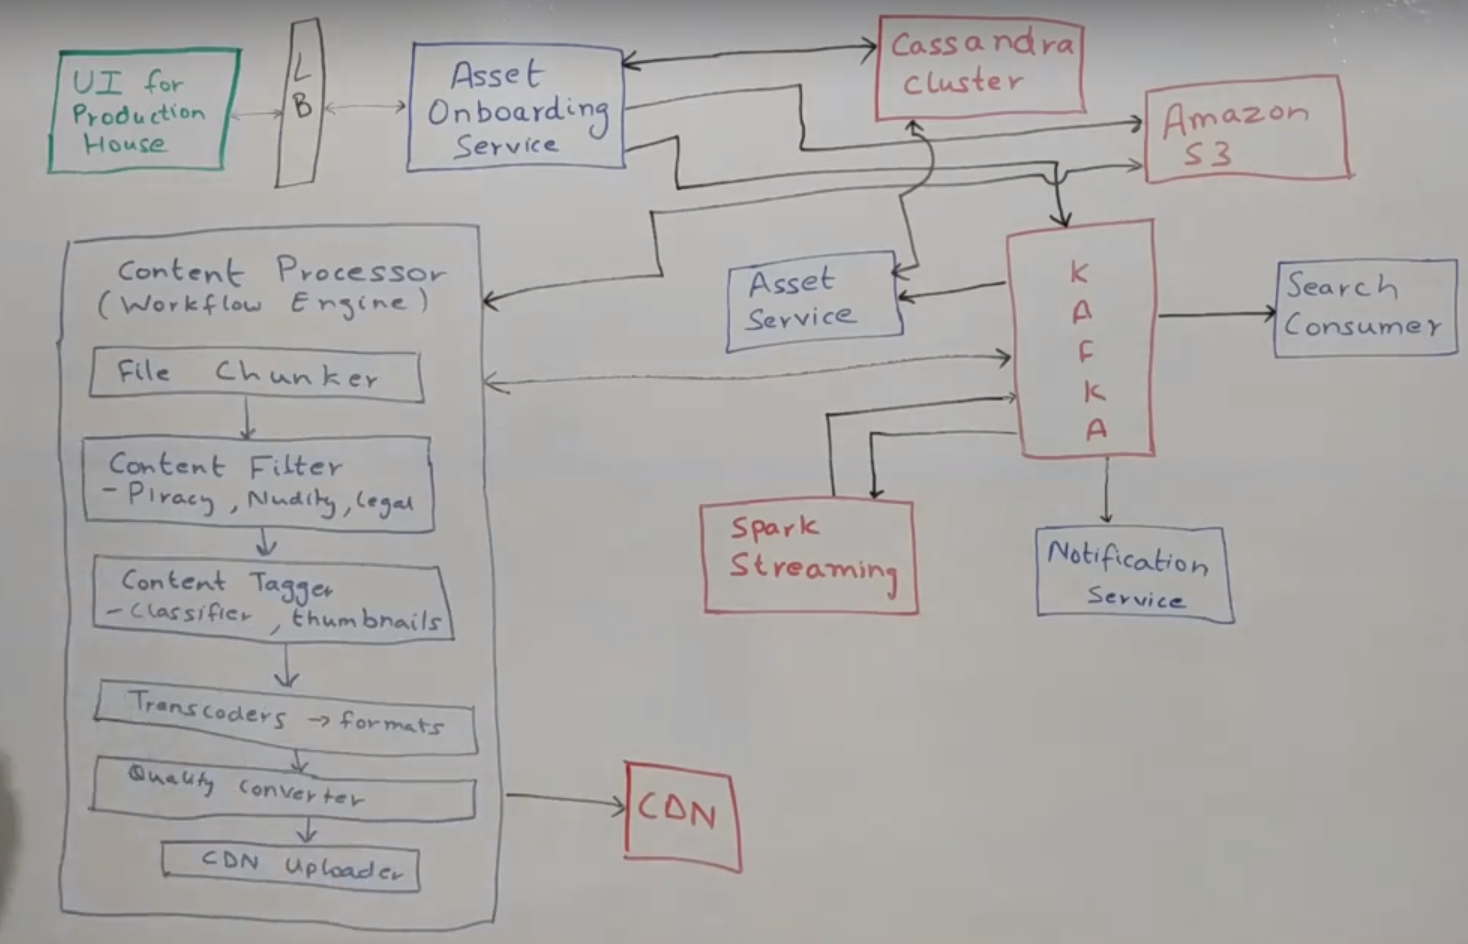 UI for
Production
House
L
B
Asset
Onboarding
Service
Cassandra
Cluster
Amazon
S3
Content Processor
(Workflow Engine)
File Chunker
Content Filter
- Piracy, Nudity, legal
Content Tagger
- Classifier, thumbnails
Transcoders → formats
Quality Converter
CDN Uploader
Asset
Service
K
A
F
K
A
Search
Consumer
Spark
Streaming
Notification
Service
CDN